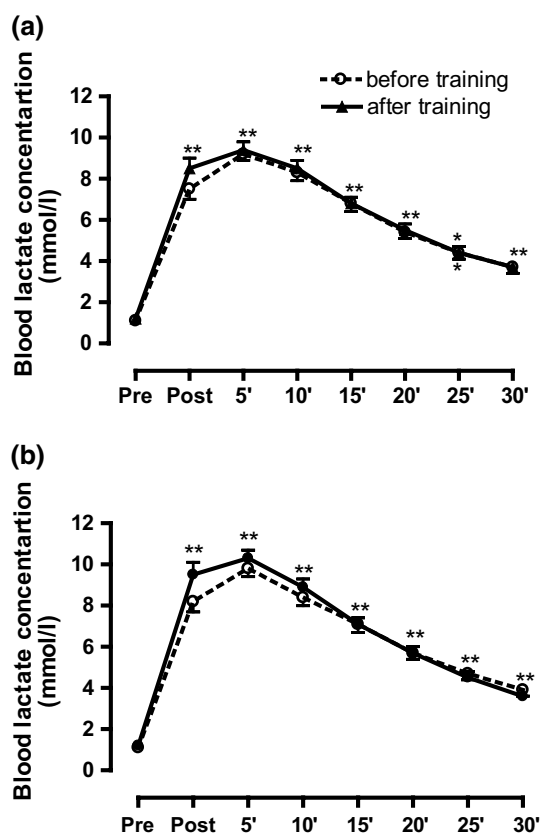 (a)
before training
after training
Blood lactate concentartion
(mmol/l)
12
10
8
6
4
2
0
** ** ** ** ** * * **
Pre Post 5' 10' 15' 20' 25' 30'
(b)
Blood lactate concentartion
(mmol/l)
12
10
8
6
4
2
0
** ** ** ** ** ** **
Pre Post 5' 10' 15' 20' 25' 30'